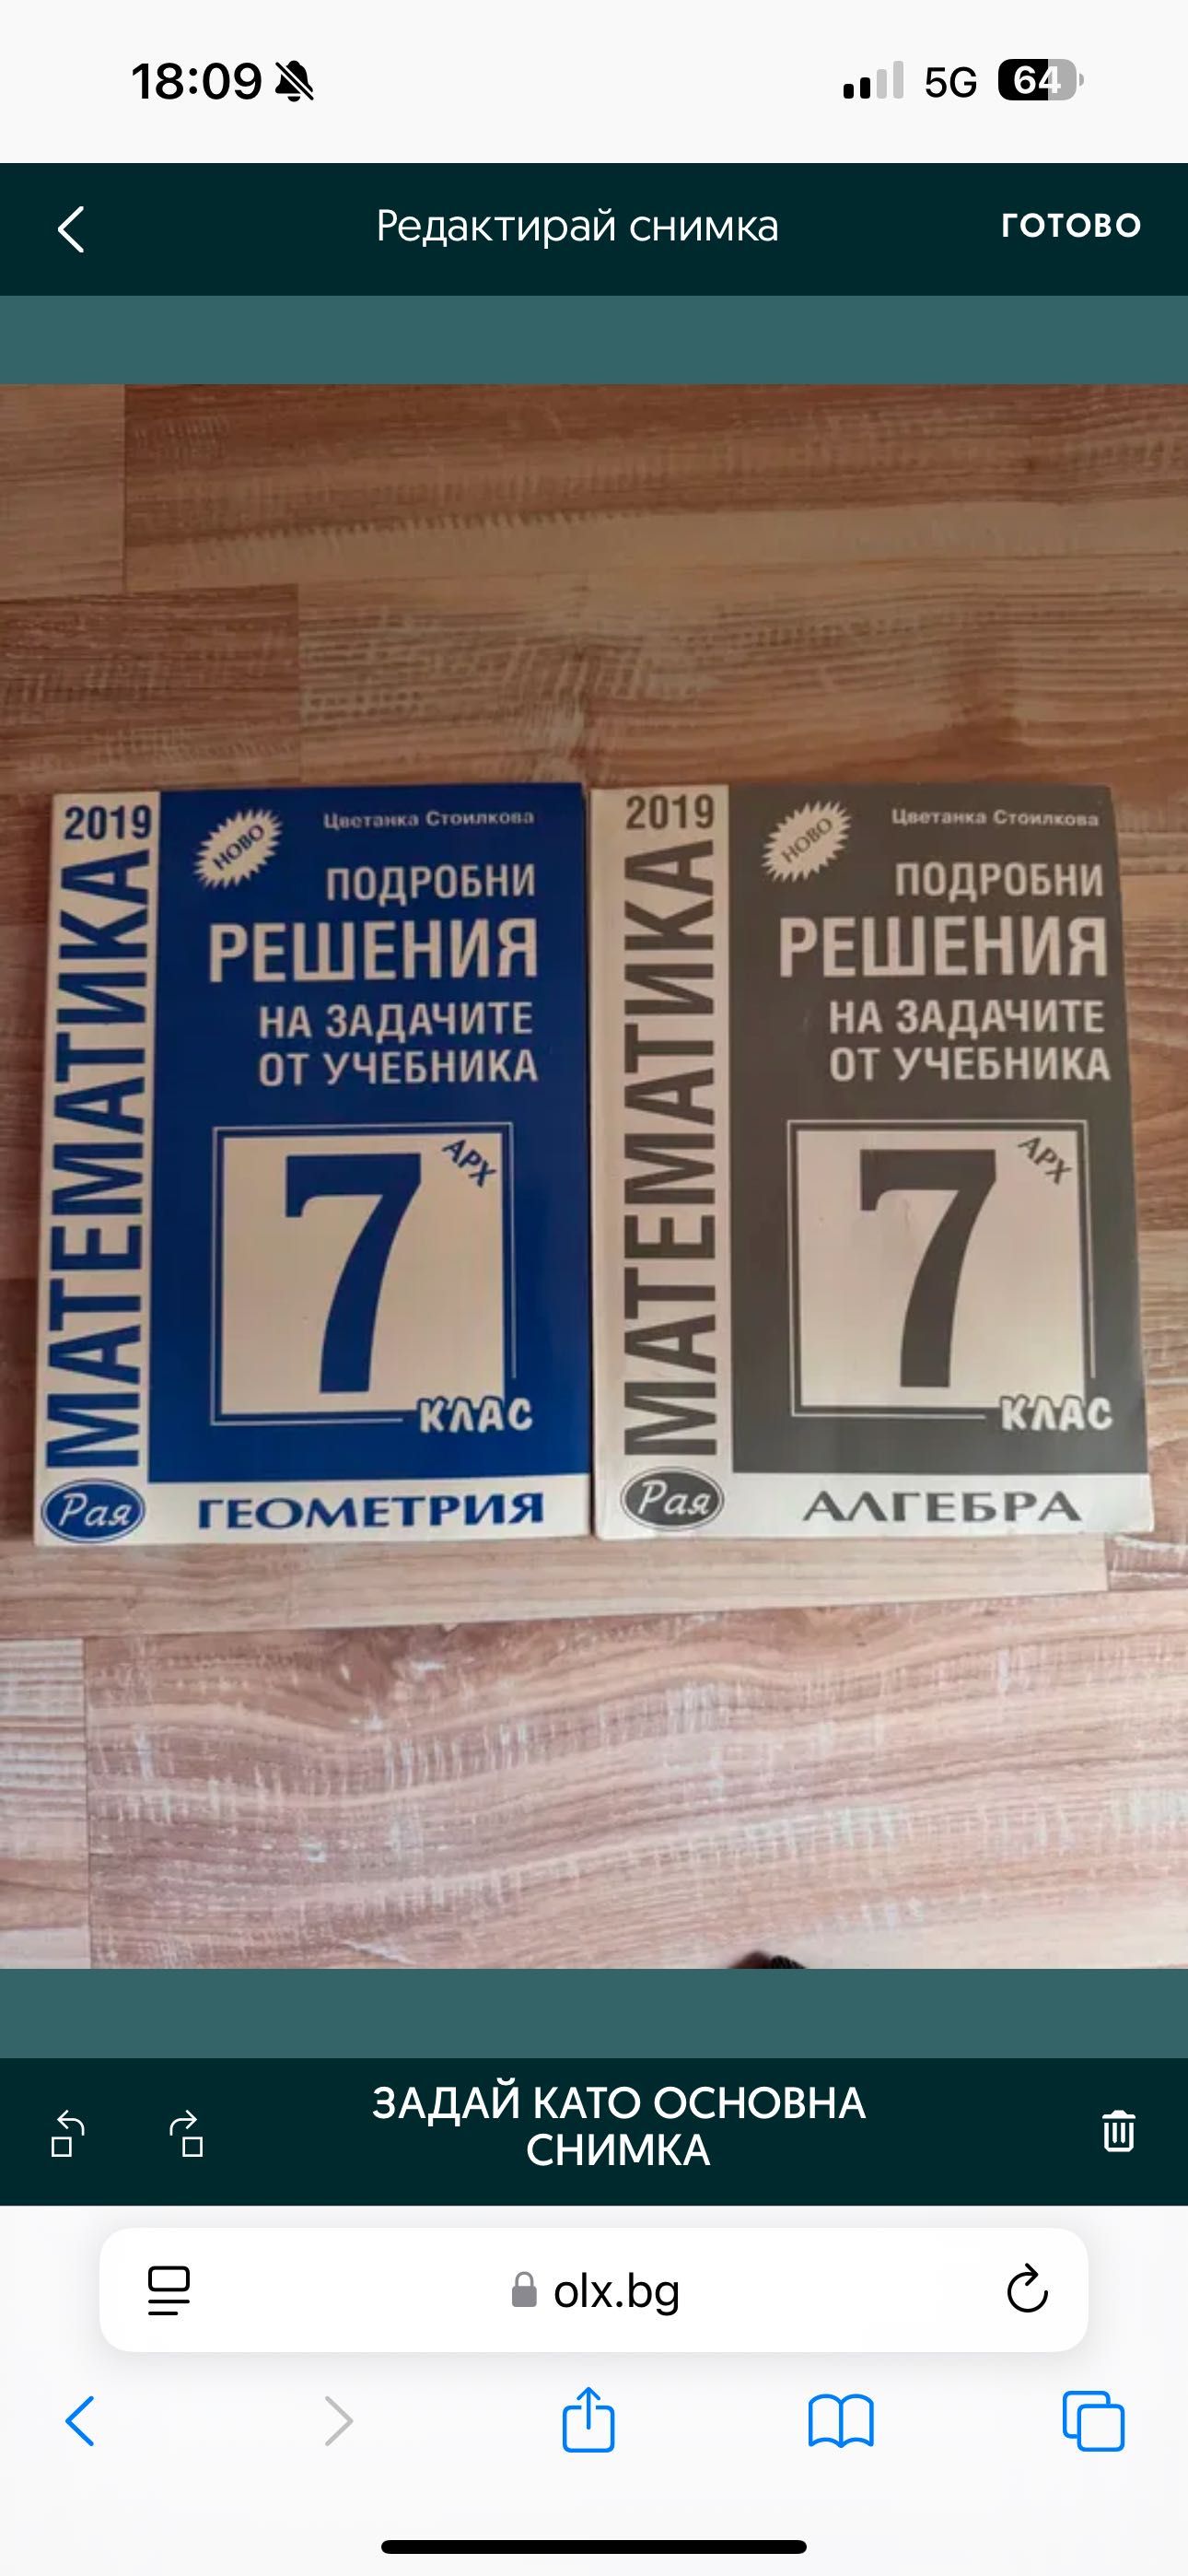 18:09
5G
64
Редактирай снимка
ГОТОВО
2019
МАТЕМАТИКА
НОВО
Цветанка Стоилкова
ПОДРОБНИ
РЕШЕНИЯ
НА ЗАДАЧИТЕ
ОТ УЧЕБНИКА
АРХ
7
КЛАС
Рая
ГЕОМЕТРИЯ
2019
МАТЕМАТИКА
НОВО
Цветанка Стоилкова
ПОДРОБНИ
РЕШЕНИЯ
НА ЗАДАЧИТЕ
ОТ УЧЕБНИКА
АРХ
7
КЛАС
Рая
АЛГЕБРА
ЗАДАЙ КАТО ОСНОВНА
СНИМКА
olx.bg